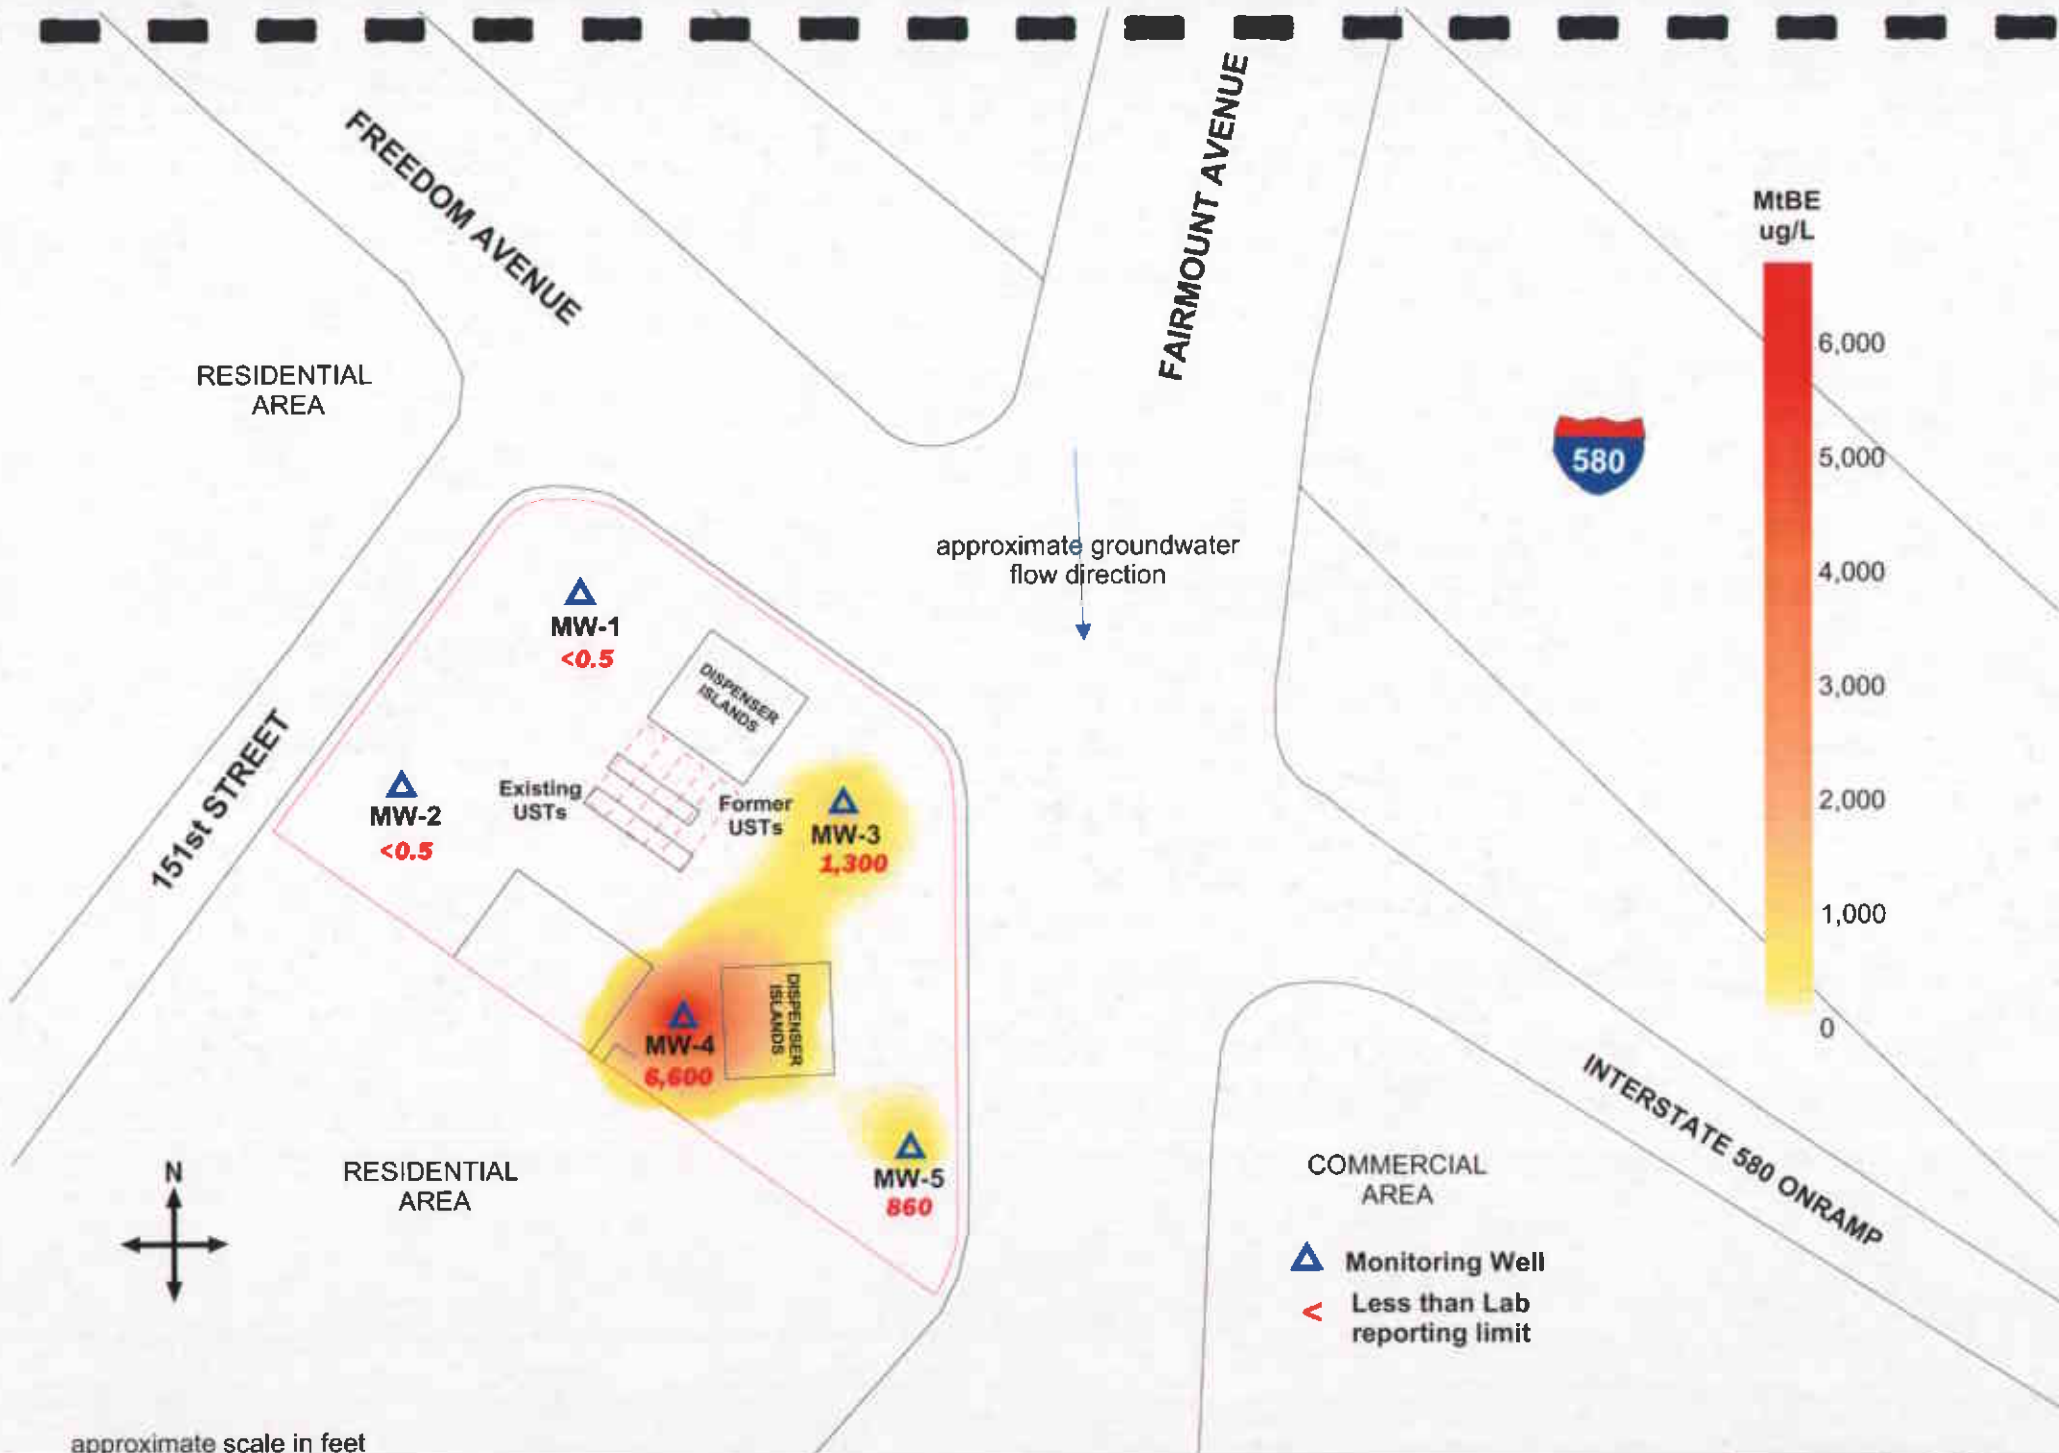 FREEDOM AVENUE
FAIRMOUNT AVENUE
MtBE
ug/L
6,000
5,000
4,000
3,000
2,000
1,000
0
580
RESIDENTIAL
AREA
approximate groundwater
flow direction
MW-1
<0.5
DISPENSER
ISLANDS
151st STREET
MW-2
<0.5
Existing
USTs
Former
USTs
MW-3
1,300
DISPENSER
ISLANDS
MW-4
6,600
MW-5
860
INTERSTATE 580 ONRAMP
RESIDENTIAL
AREA
N
COMMERCIAL
AREA
Monitoring Well
< Less than Lab
reporting limit
approximate scale in feet